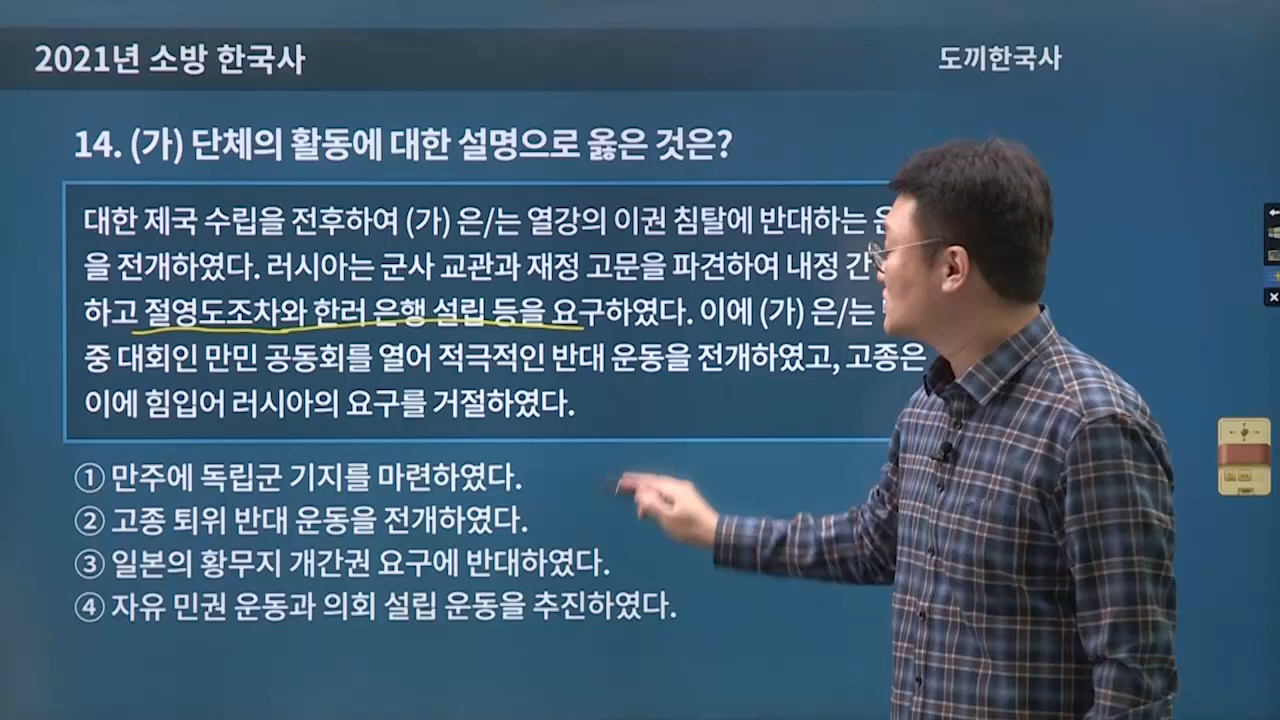 2021년 소방 한국사
도끼한국사
14. (가) 단체의 활동에 대한 설명으로 옳은 것은?
대한 제국 수립을 전후하여 (가) 은/는 열강의 이권 침탈에 반대하는
을 전개하였다. 러시아는 군사 교관과 재정 고문을 파견하여 내정 간
하고 절영도조차와 한러 은행 설립 등을 요구하였다. 이에 (가) 은/는
중 대회인 만민 공동회를 열어 적극적인 반대 운동을 전개하였고, 고종은
이에 힘입어 러시아의 요구를 거절하였다.
① 만주에 독립군 기지를 마련하였다.
② 고종 퇴위 반대 운동을 전개하였다.
③ 일본의 황무지 개간권 요구에 반대하였다.
④ 자유 민권 운동과 의회 설립 운동을 추진하였다.